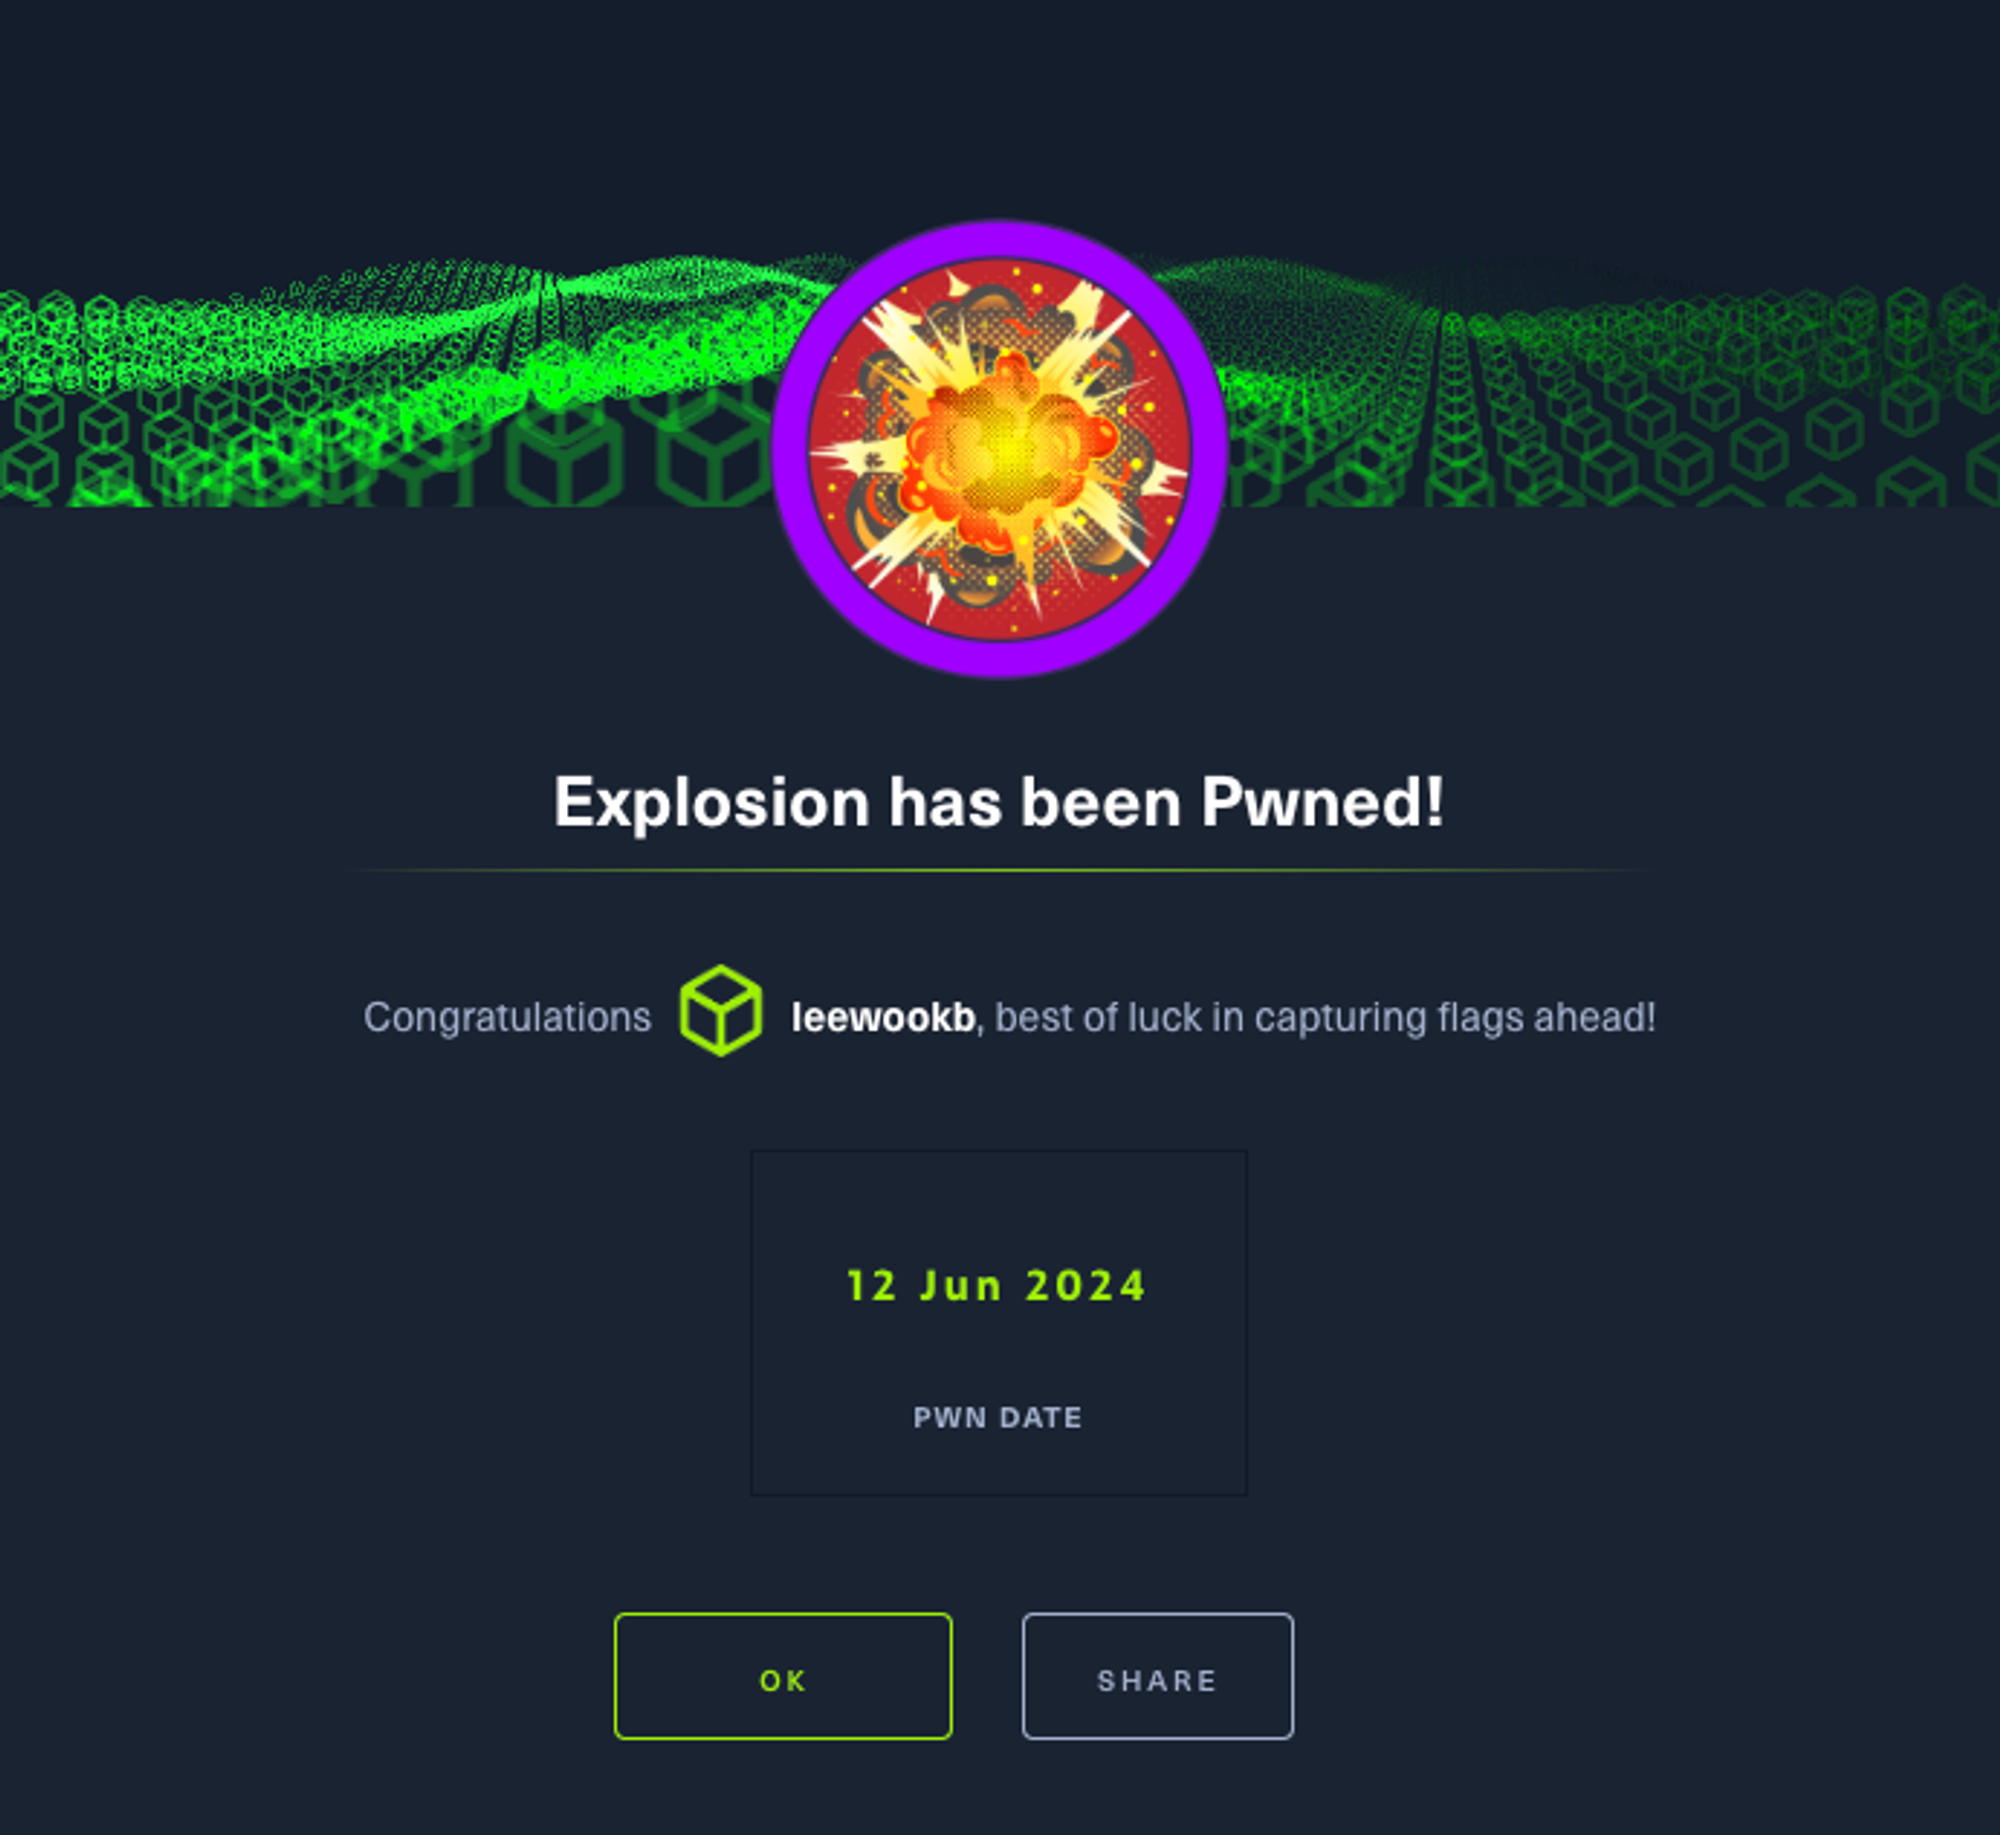 Explosion has been Pwned!
Congratulations leewookb, best of luck in capturing flags ahead!
12 Jun 2024
PWN DATE
OK
SHARE